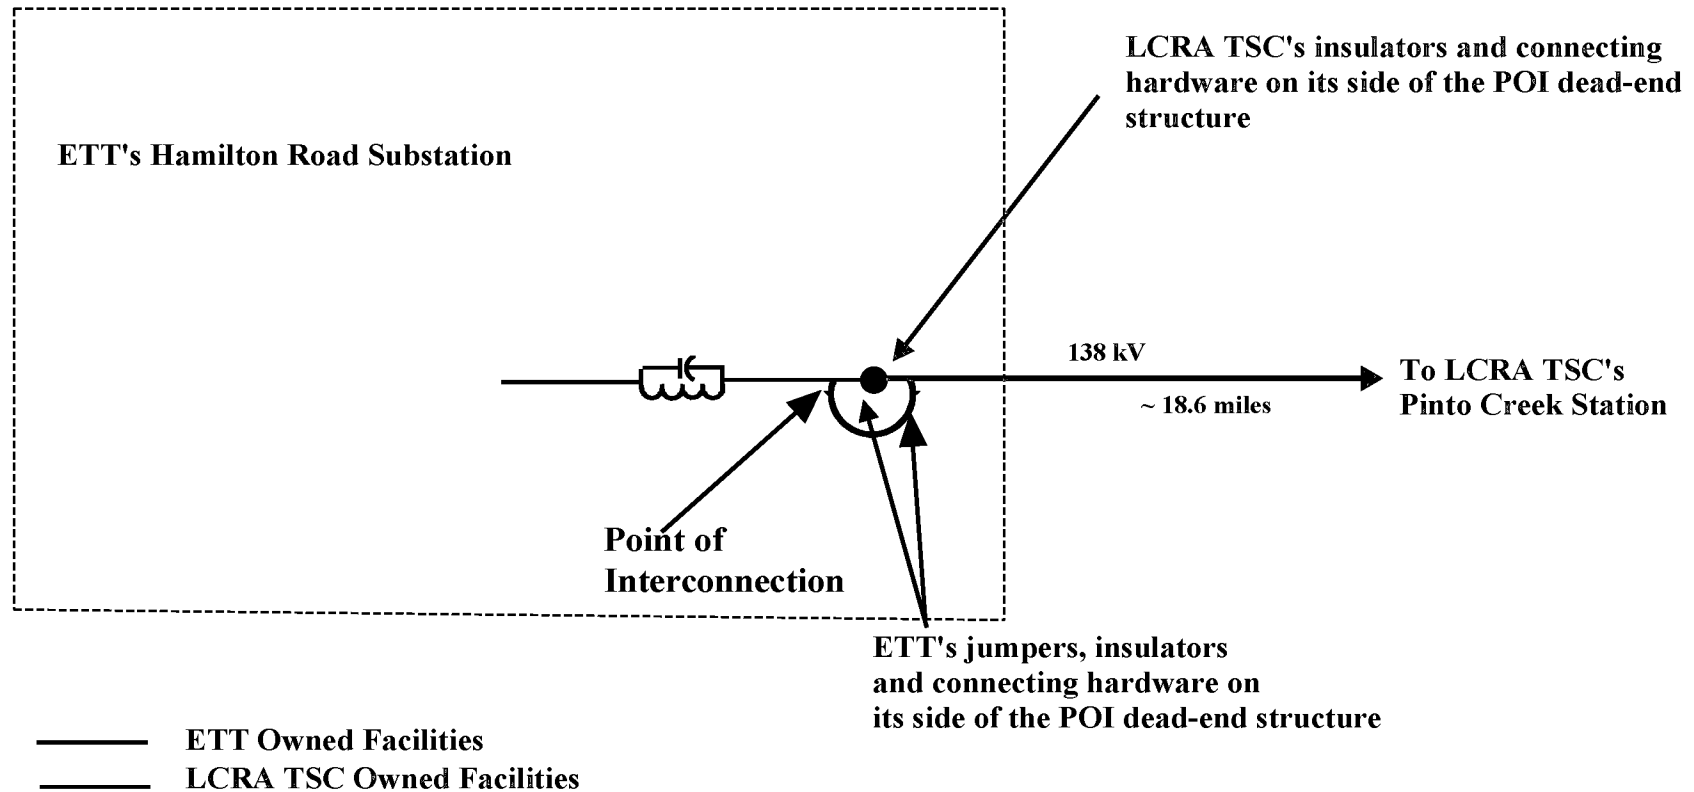 LCRA TSC's insulators and connecting
hardware on its side of the POI dead-end
structure
ETT's Hamilton Road Substation
138 kV
~ 18.6 miles
To LCRA TSC's
Pinto Creek Station
Point of
Interconnection
ETT's jumpers, insulators
and connecting hardware on
its side of the POI dead-end structure
ETT Owned Facilities
LCRA TSC Owned Facilities